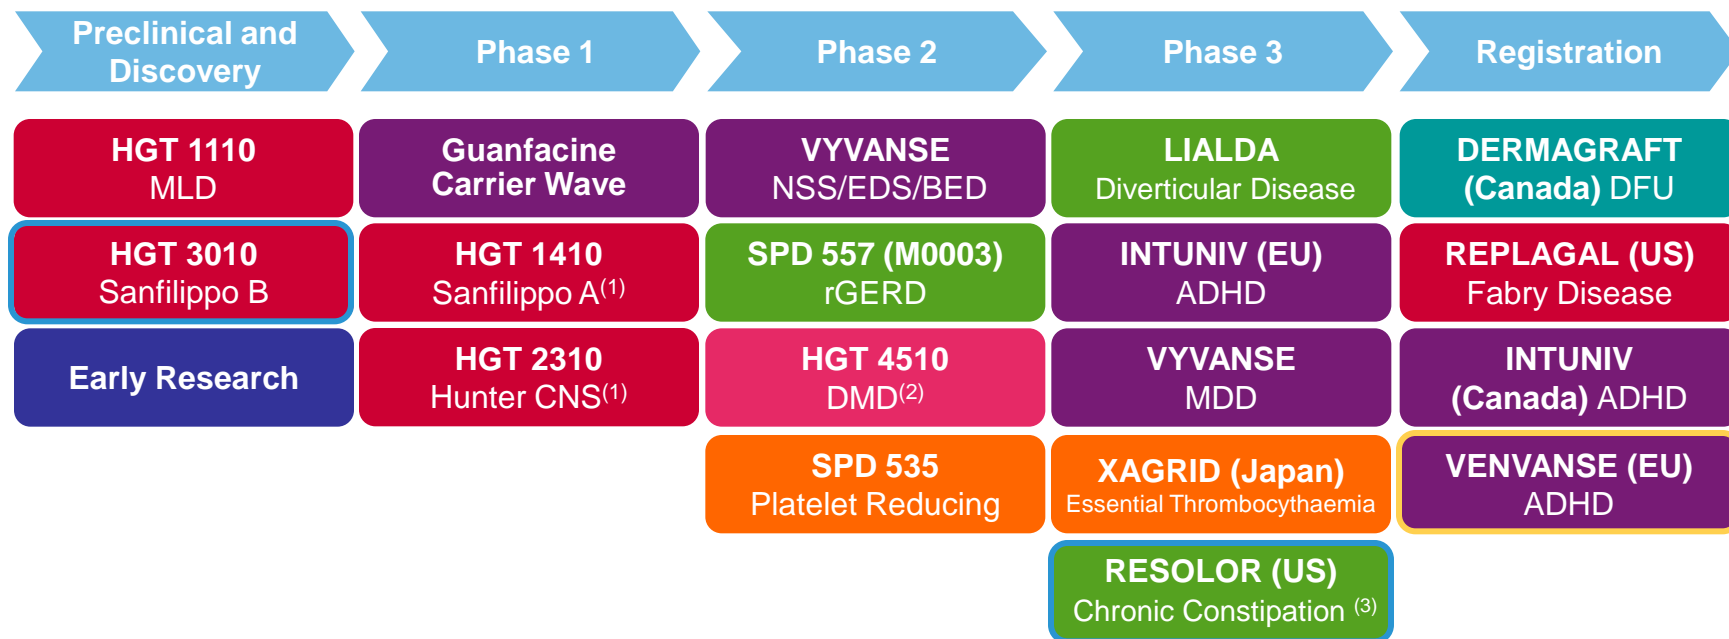 Preclinical and
Discovery
Phase 1
Phase 2
Phase 3
Registration
HGT 1110
MLD
Guanfacine
Carrier Wave
VYVANSE
NSS/EDS/BED
LIALDA
Diverticular Disease
DERMAGRAFT
(Canada) DFU
HGT 3010
Sanfilippo B
HGT 1410
Sanfilippo A(1)
SPD 557 (M0003)
rGERD
INTUNIV (EU)
ADHD
REPLAGAL (US)
Fabry Disease
Early Research
HGT 2310
Hunter CNS(1)
HGT 4510
DMD(2)
VYVANSE
MDD
INTUNIV
(Canada) ADHD
SPD 535
Platelet Reducing
XAGRID (Japan)
Essential Thrombocythaemia
VENVANSE (EU)
ADHD
RESOLOR (US)
Chronic Constipation (3)